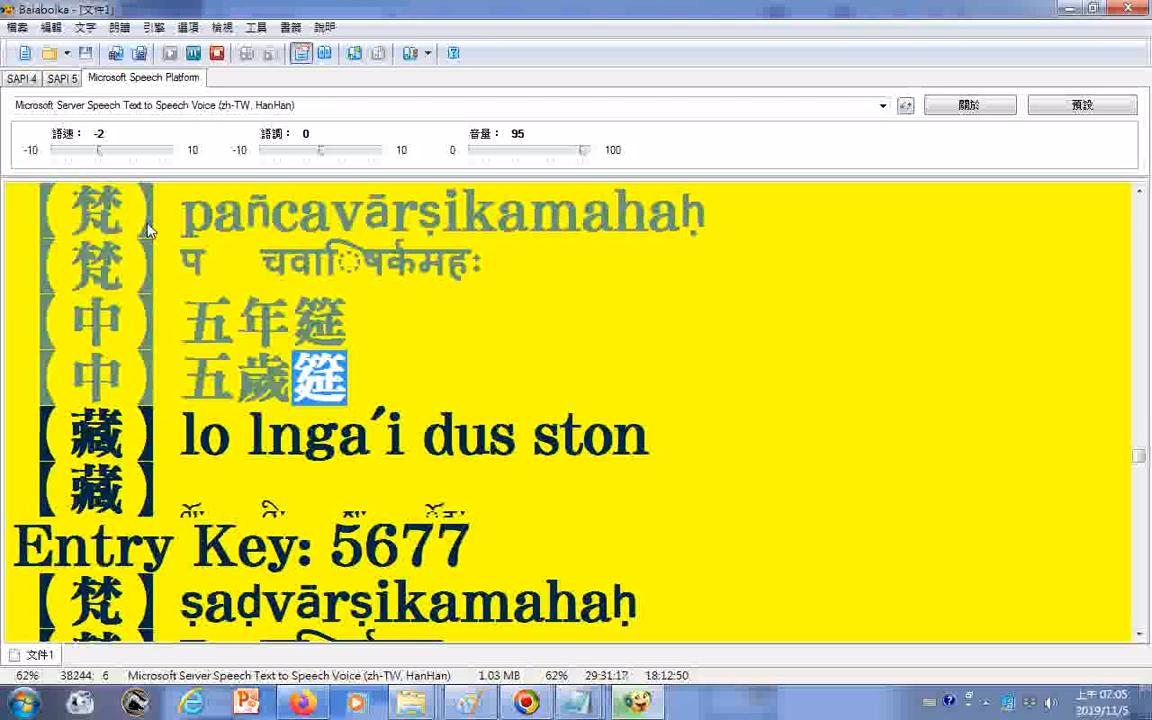 Balabolka - [文件1]
檔案 編輯 文字 朗讀 引擎 選項 檢視 工具 書籤 說明
SAPI 4 SAPI 5 Microsoft Speech Platform
Microsoft Server Speech Text to Speech Voice (zh-TW, HanHan) 關於 預設
語速： -2 語調： 0 音量： 95
-10 10 -10 10 0 100
【梵】 pañcavārṣikamahaḥ
【梵】 प चवार्षिकमहः
【中】 五年筵
【中】 五歲筵
【藏】 lo lnga´i dus ston
【藏】
Entry Key: 5677
【梵】 ṣaḍvārṣikamahaḥ
文件1
62% 38244: 6 Microsoft Server Speech Text to Speech Voice (zh-TW, HanHan) 1.03 MB 62% 29:31:17 18:12:50
上午 07:05
2019/11/5